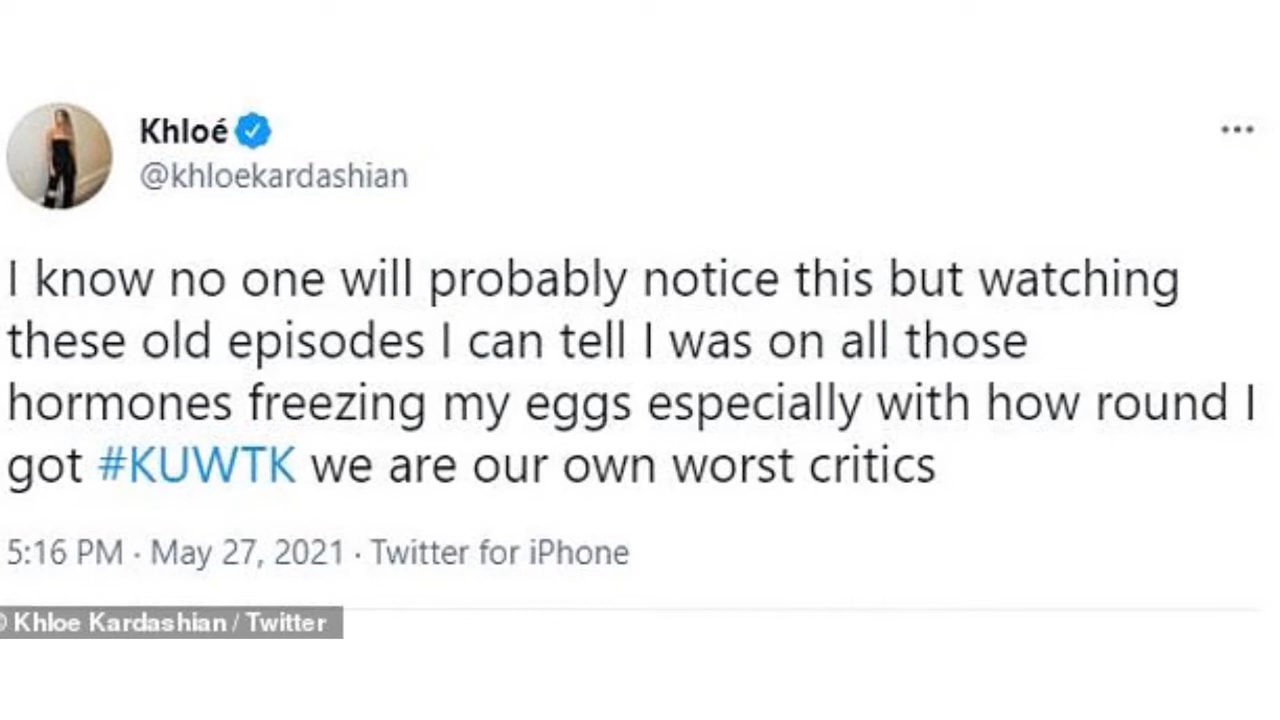 Khloé
@khloekardashian
I know no one will probably notice this but watching
these old episodes I can tell I was on all those
hormones freezing my eggs especially with how round I
got #KUWTK we are our own worst critics
5:16 PM · May 27, 2021 · Twitter for iPhone
© Khloe Kardashian / Twitter